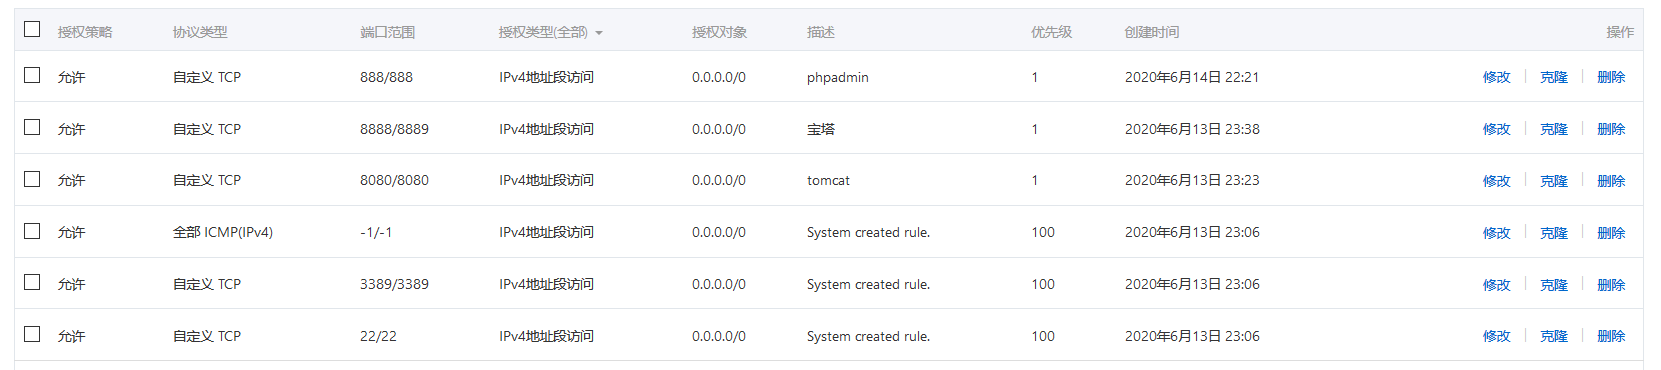 授权策略 协议类型 端口范围 授权类型(全部) 授权对象 描述 优先级 创建时间 操作
允许 自定义 TCP 888/888 IPv4地址段访问 0.0.0.0/0 phpadmin 1 2020年6月14日 22:21 修改 克隆 删除
允许 自定义 TCP 8888/8889 IPv4地址段访问 0.0.0.0/0 宝塔 1 2020年6月13日 23:38 修改 克隆 删除
允许 自定义 TCP 8080/8080 IPv4地址段访问 0.0.0.0/0 tomcat 1 2020年6月13日 23:23 修改 克隆 删除
允许 全部 ICMP(IPv4) -1/-1 IPv4地址段访问 0.0.0.0/0 System created rule. 100 2020年6月13日 23:06 修改 克隆 删除
允许 自定义 TCP 3389/3389 IPv4地址段访问 0.0.0.0/0 System created rule. 100 2020年6月13日 23:06 修改 克隆 删除
允许 自定义 TCP 22/22 IPv4地址段访问 0.0.0.0/0 System created rule. 100 2020年6月13日 23:06 修改 克隆 删除